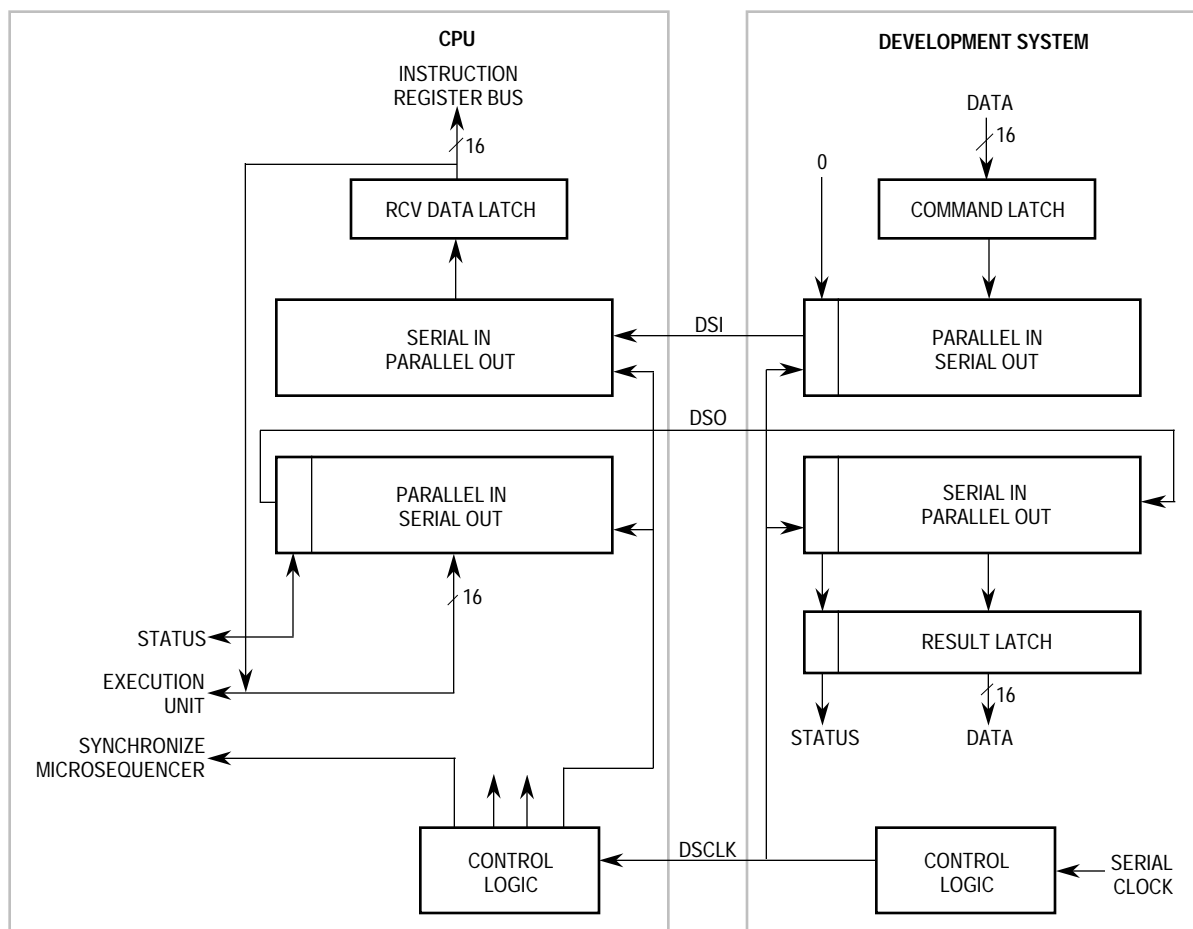 CPU
INSTRUCTION
REGISTER BUS
16
RCV DATA LATCH
SERIAL IN
PARALLEL OUT
PARALLEL IN
SERIAL OUT
16
STATUS
EXECUTION
UNIT
SYNCHRONIZE
MICROSEQUENCER
CONTROL
LOGIC
DSI
DSO
DSCLK
DEVELOPMENT SYSTEM
DATA
16
0
COMMAND LATCH
PARALLEL IN
SERIAL OUT
SERIAL IN
PARALLEL OUT
RESULT LATCH
16
STATUS
DATA
CONTROL
LOGIC
SERIAL
CLOCK